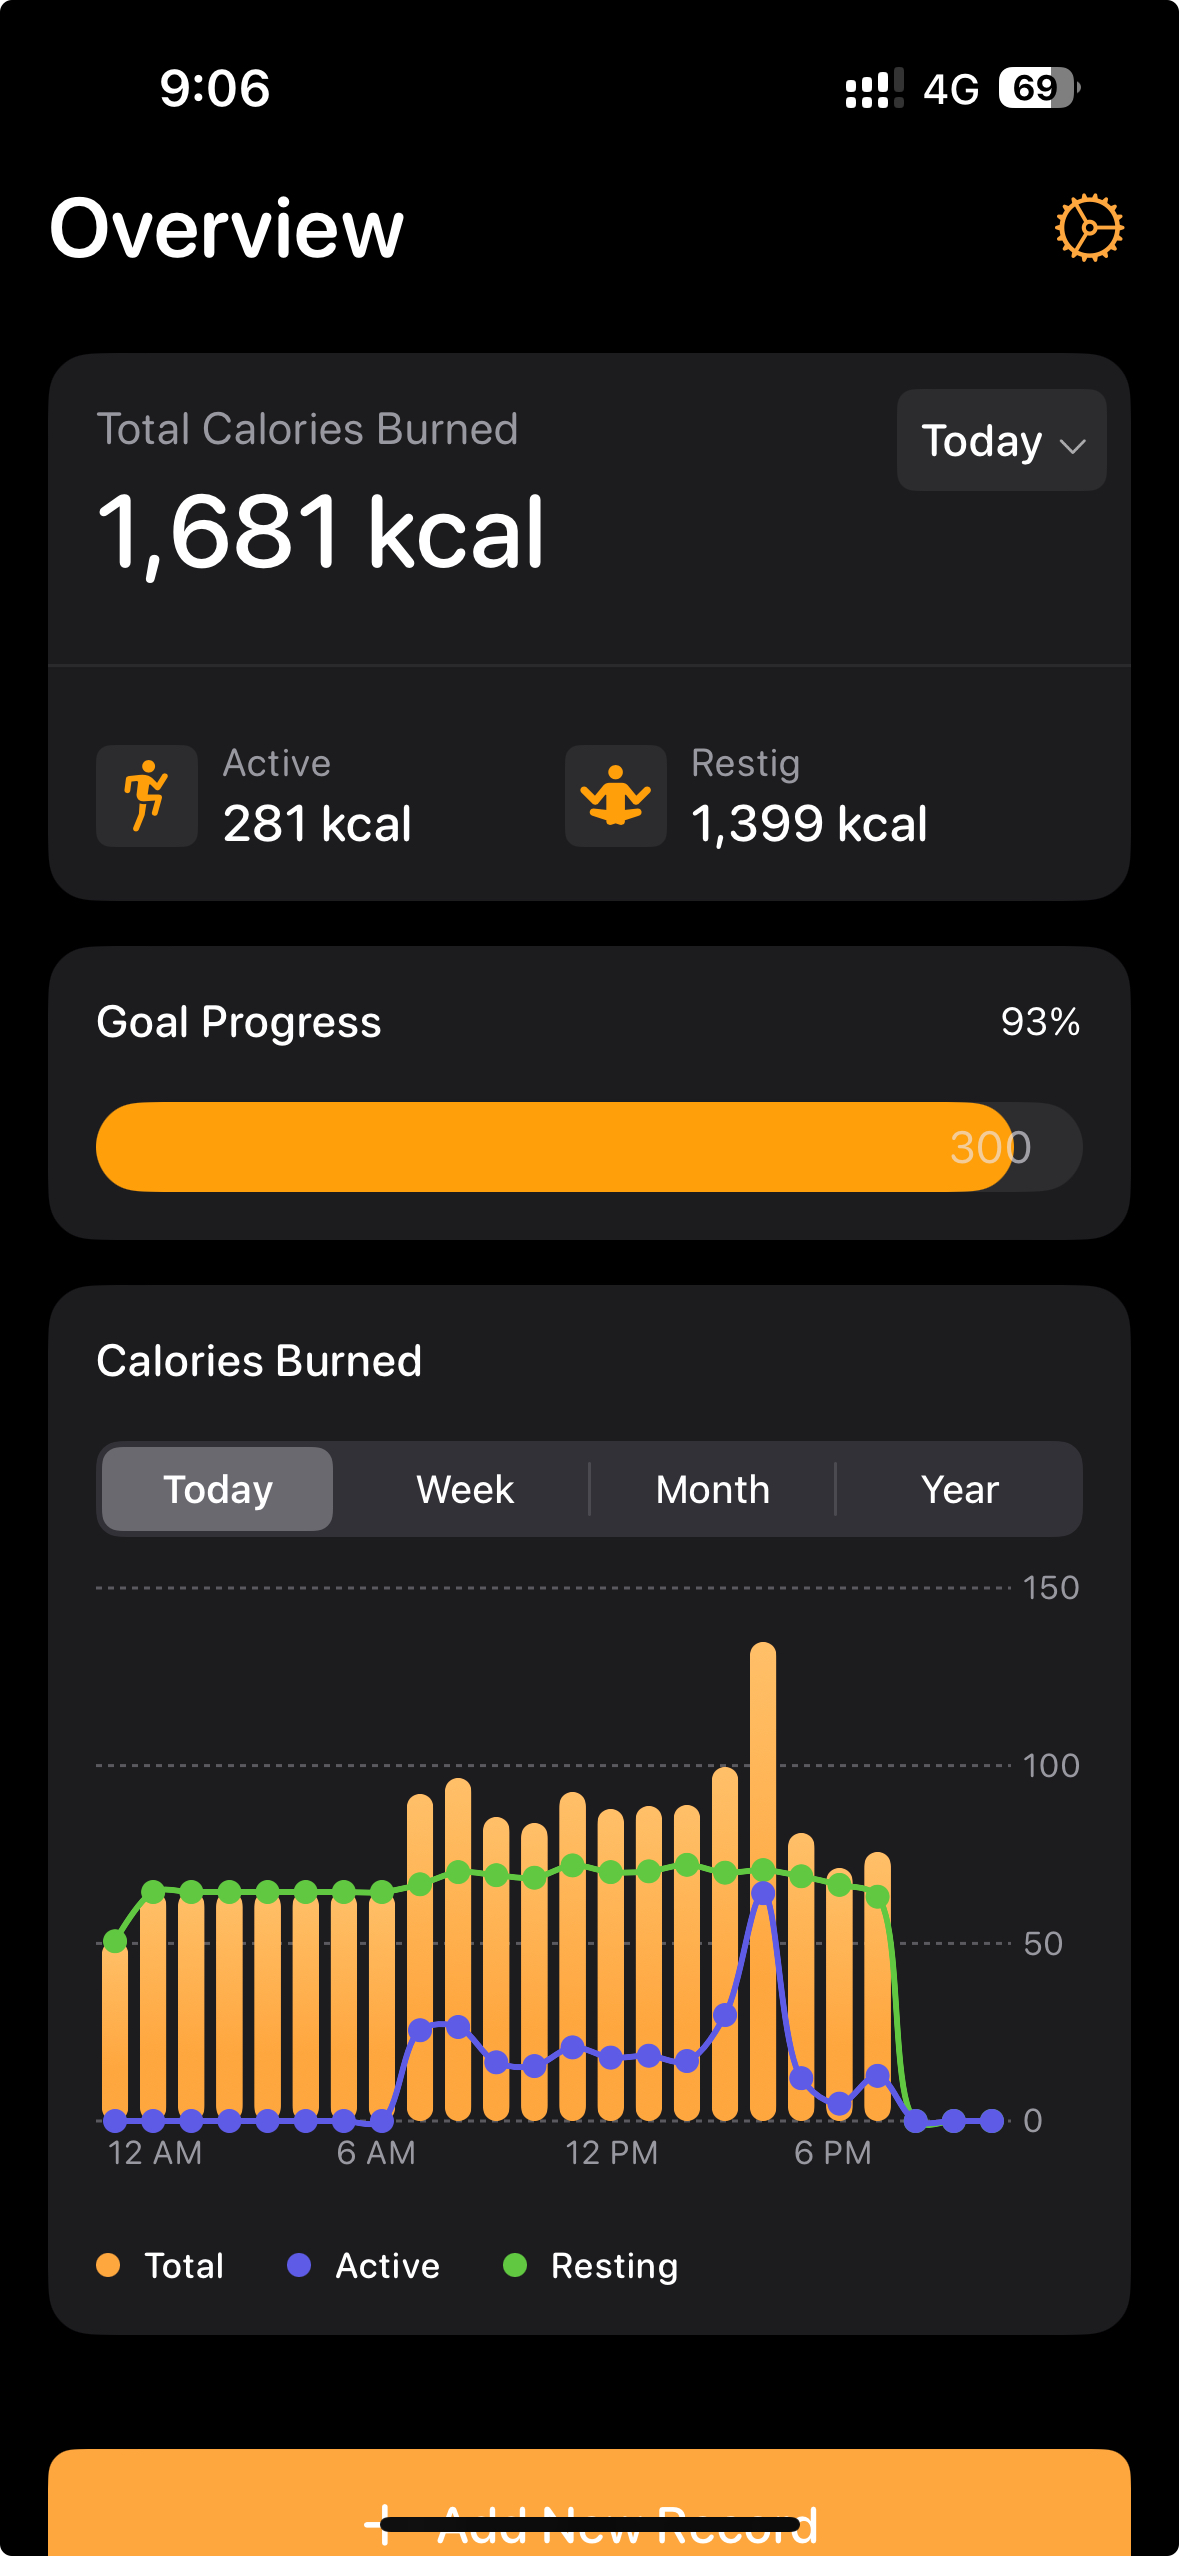 9:06
4G 69
Overview
Total Calories Burned
Today
1,681 kcal
Active
281 kcal
Restig
1,399 kcal
Goal Progress
93%
300
Calories Burned
Today Week Month Year
150
100
50
0
12 AM 6 AM 12 PM 6 PM
Total Active Resting
+ Add New Record